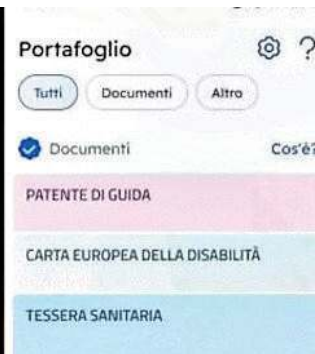 Portafoglio ?
Tutti Documenti Altro
Documenti Cos'è?
PATENTE DI GUIDA
CARTA EUROPEA DELLA DISABILITÀ
TESSERA SANITARIA